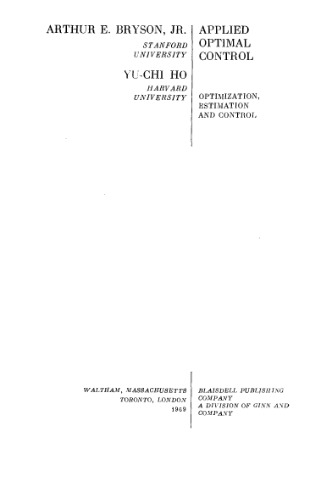 ARTHUR E. BRYSON, JR.
STANFORD
UNIVERSITY
YU-CHI HO
HARVARD
UNIVERSITY
APPLIED
OPTIMAL
CONTROL
OPTIMIZATION,
ESTIMATION
AND CONTROL
WALTHAM, MASSACHUSETTS
TORONTO, LONDON
1969
BLAISDELL PUBLISHING
COMPANY
A DIVISION OF GINN AND
COMPANY